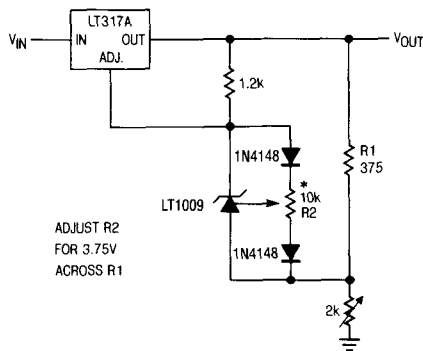 LT317A
V_IN IN OUT V_OUT
ADJ.
1.2k
1N4148
R1
375
*
10k
LT1009
R2
ADJUST R2
FOR 3.75V
ACROSS R1
1N4148
2k